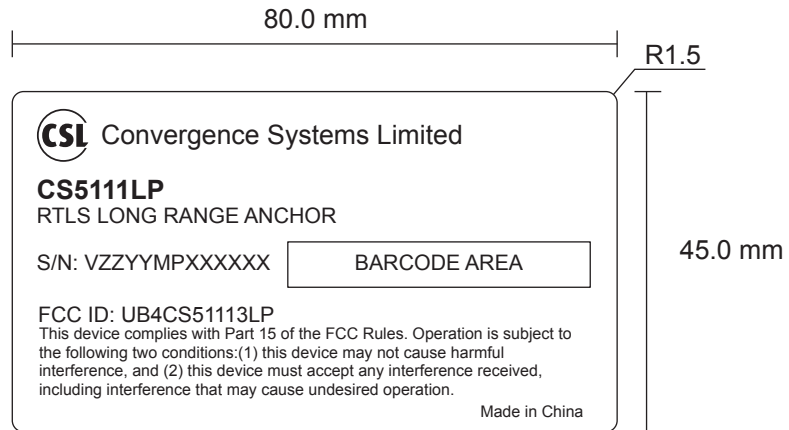 80.0 mm
R1.5
CSL Convergence Systems Limited
CS5111LP
RTLS LONG RANGE ANCHOR
S/N: VZZYYMPXXXXXX BARCODE AREA
45.0 mm
FCC ID: UB4CS51113LP
This device complies with Part 15 of the FCC Rules. Operation is subject to
the following two conditions:(1) this device may not cause harmful
interference, and (2) this device must accept any interference received,
including interference that may cause undesired operation.
Made in China